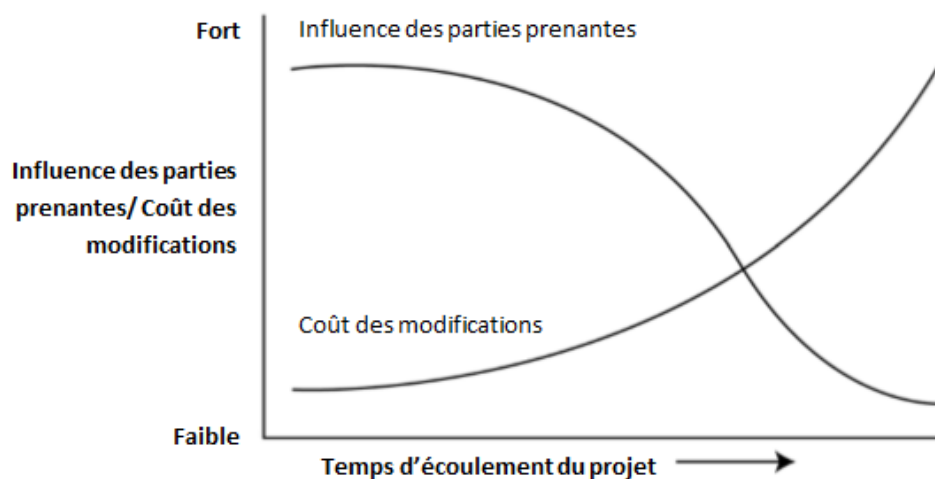 Fort
Influence des parties prenantes
Influence des parties
prenantes/ Coût des
modifications
Coût des modifications
Faible
Temps d'écoulement du projet